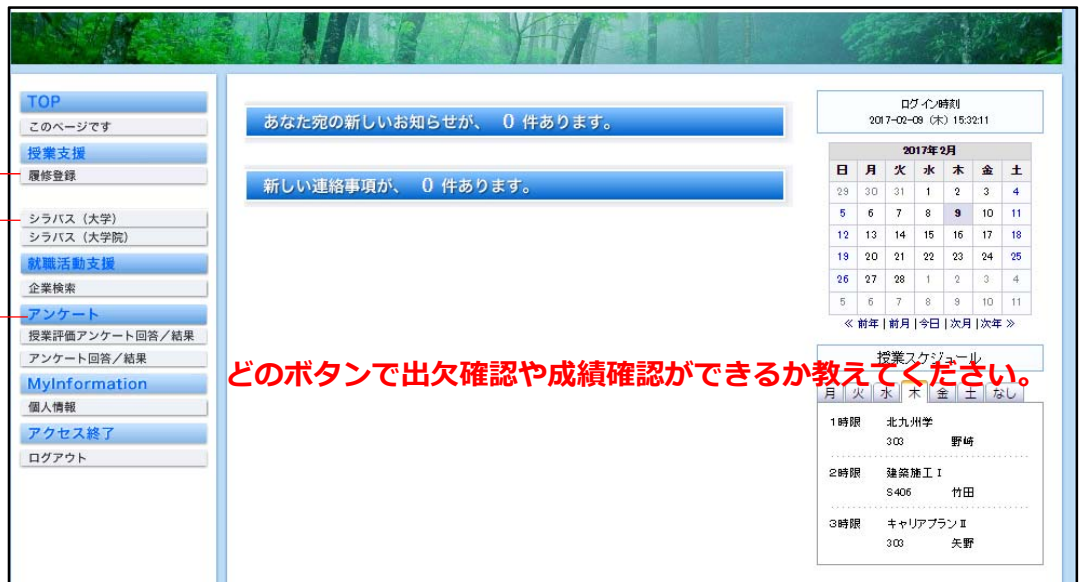 TOP
このページです
授業支援
履修登録
シラバス（大学）
シラバス（大学院）
就職活動支援
企業検索
アンケート
授業評価アンケート回答／結果
アンケート回答／結果
MyInformation
個人情報
アクセス終了
ログアウト
あなた宛の新しいお知らせが、 0 件あります。
新しい連絡事項が、 0 件あります。
どのボタンで出欠確認や成績確認ができるか教えてください。
ログイン時刻
2017-02-09（木）15:32:11
2017年2月
日 月 火 水 木 金 土
29 30 31 1 2 3 4
5 6 7 8 9 10 11
12 13 14 15 16 17 18
19 20 21 22 23 24 25
26 27 28 1 2 3 4
5 6 7 8 9 10 11
≪ 前年 | 前月 | 今日 | 次月 | 次年 ≫
授業スケジュール
月 火 水 木 金 土 なし
1時限 北九州学
303 野崎
2時限 建築施工Ⅰ
S406 竹田
3時限 キャリアプランⅡ
303 矢野